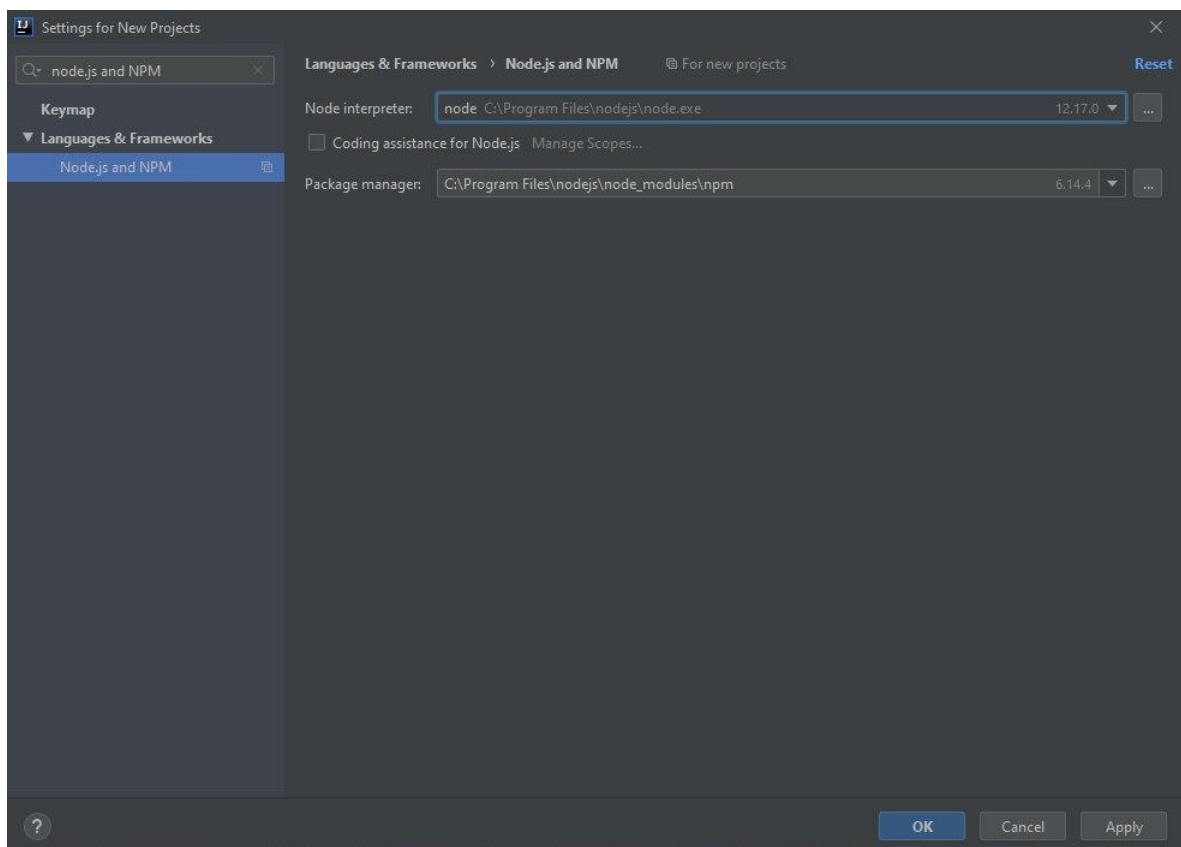 IJ Settings for New Projects
node.js and NPM
Keymap
Languages & Frameworks
Node.js and NPM
Languages & Frameworks › Node.js and NPM For new projects Reset
Node interpreter: node C:\Program Files\nodejs\node.exe 12.17.0 ...
Coding assistance for Node.js Manage Scopes...
Package manager: C:\Program Files\nodejs\node_modules\npm 6.14.4 ...
? OK Cancel Apply